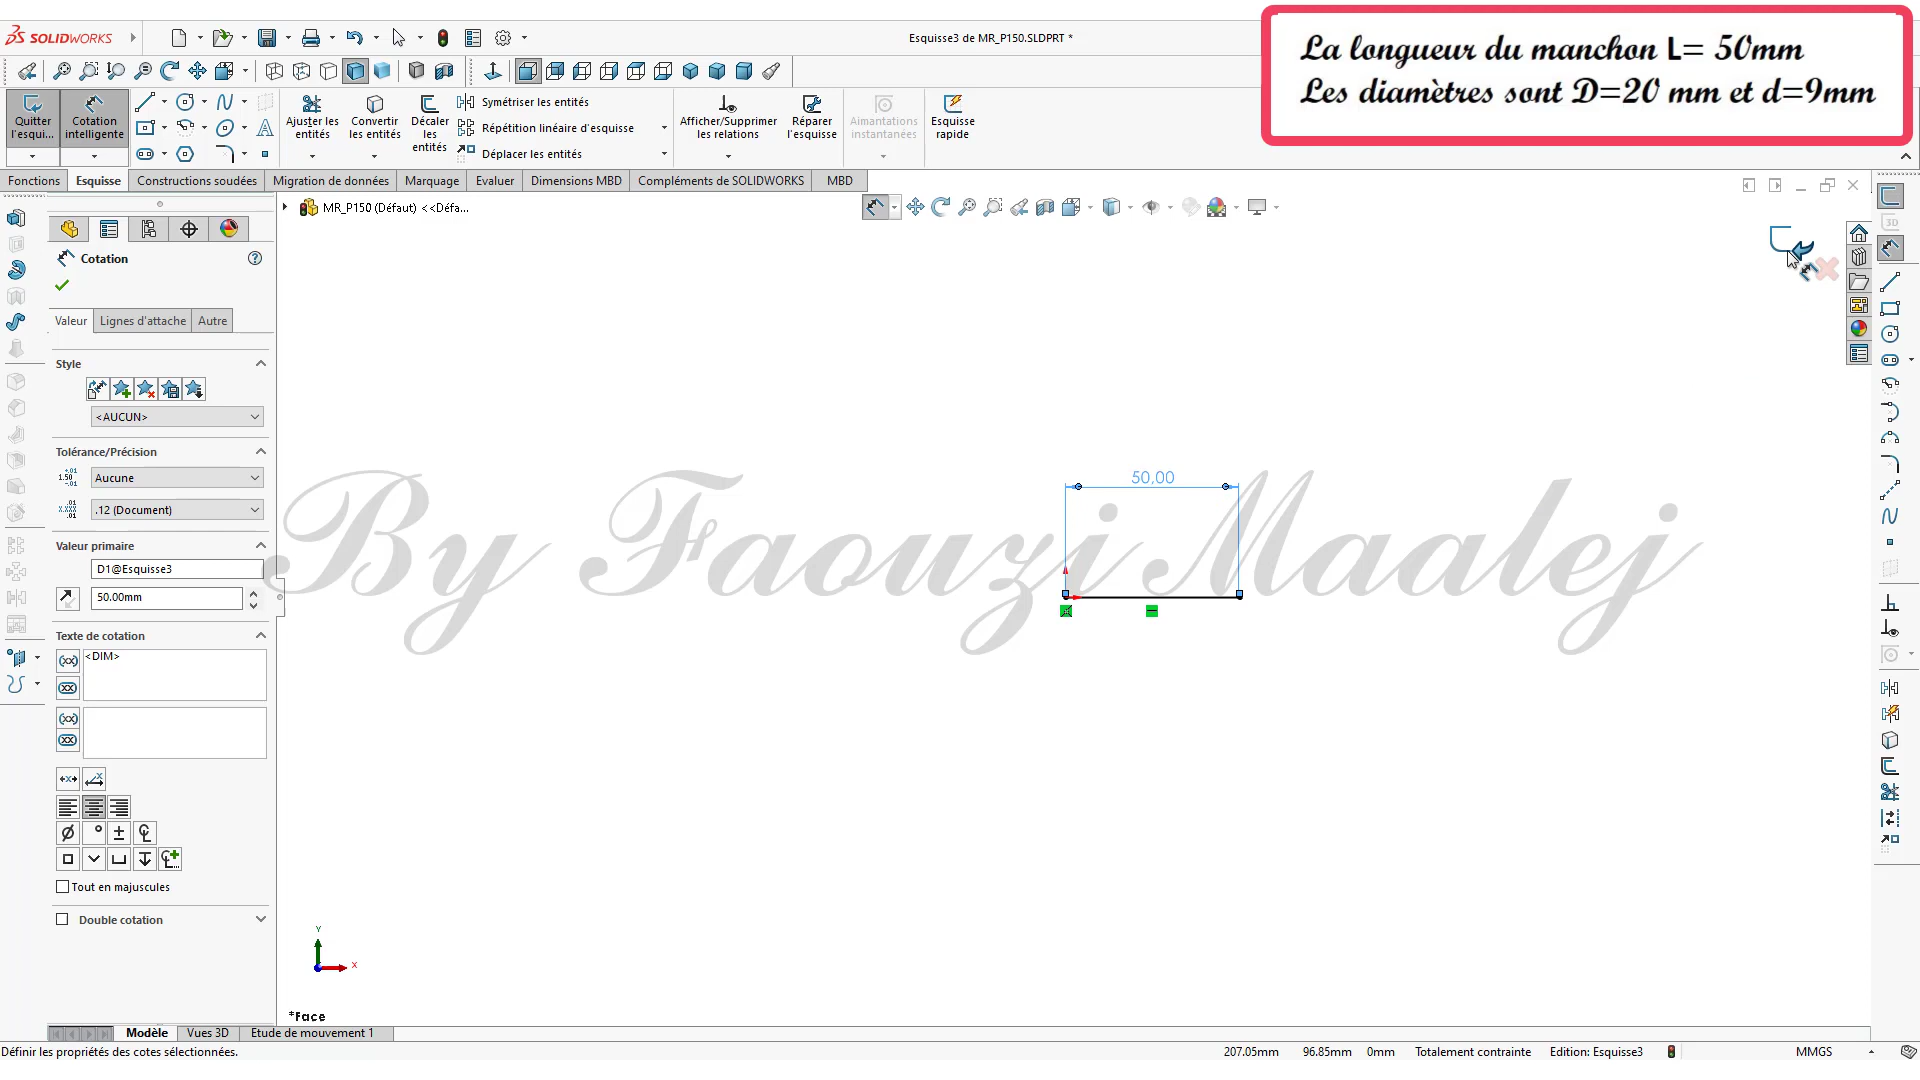 SOLIDWORKS
Esquisse3 de MR_P150.SLDPRT *
La longueur du manchon L= 50mm
Les diamètres sont D=20 mm et d=9mm
Quitter l'esqui...
Cotation intelligente
Ajuster les entités
Convertir les entités
Décaler les entités
Symétriser les entités
Répétition linéaire d'esquisse
Déplacer les entités
Afficher/Supprimer les relations
Réparer l'esquisse
Aimantations instantanées
Esquisse rapide
Fonctions
Esquisse
Constructions soudées
Migration de données
Marquage
Evaluer
Dimensions MBD
Compléments de SOLIDWORKS
MBD
MR_P150 (Défaut) <<Défa...
3D
Cotation
Valeur
Lignes d'attache
Autre
Style
<AUCUN>
Tolérance/Précision
Aucune
.12 (Document)
Valeur primaire
D1@Esquisse3
50.00mm
Texte de cotation
<DIM>
Tout en majuscules
Double cotation
50,00
By Faouzi Maalej
Y
X
*Face
Modèle
Vues 3D
Etude de mouvement 1
Définir les propriétés des cotes sélectionnées.
207.05mm
96.85mm
0mm
Totalement contrainte
Edition: Esquisse3
MMGS